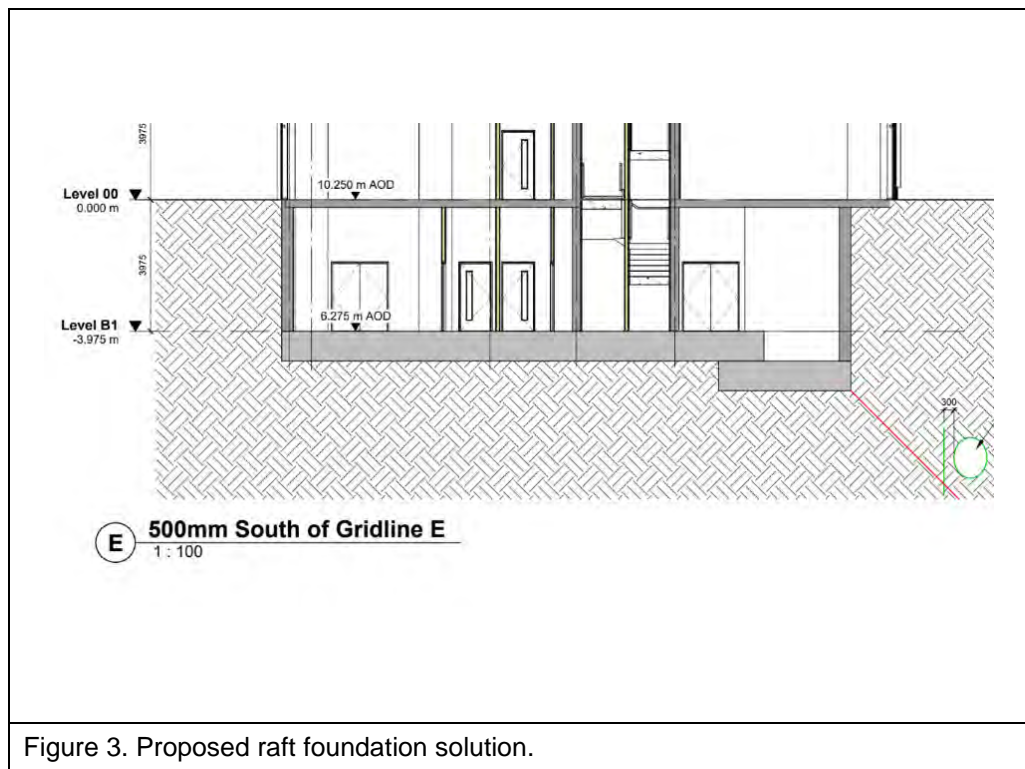 3975
10.250 m AOD
Level 00
0.000 m
3975
6.275 m AOD
Level B1
-3.975 m
300
E
500mm South of Gridline E
1 : 100
Figure 3. Proposed raft foundation solution.